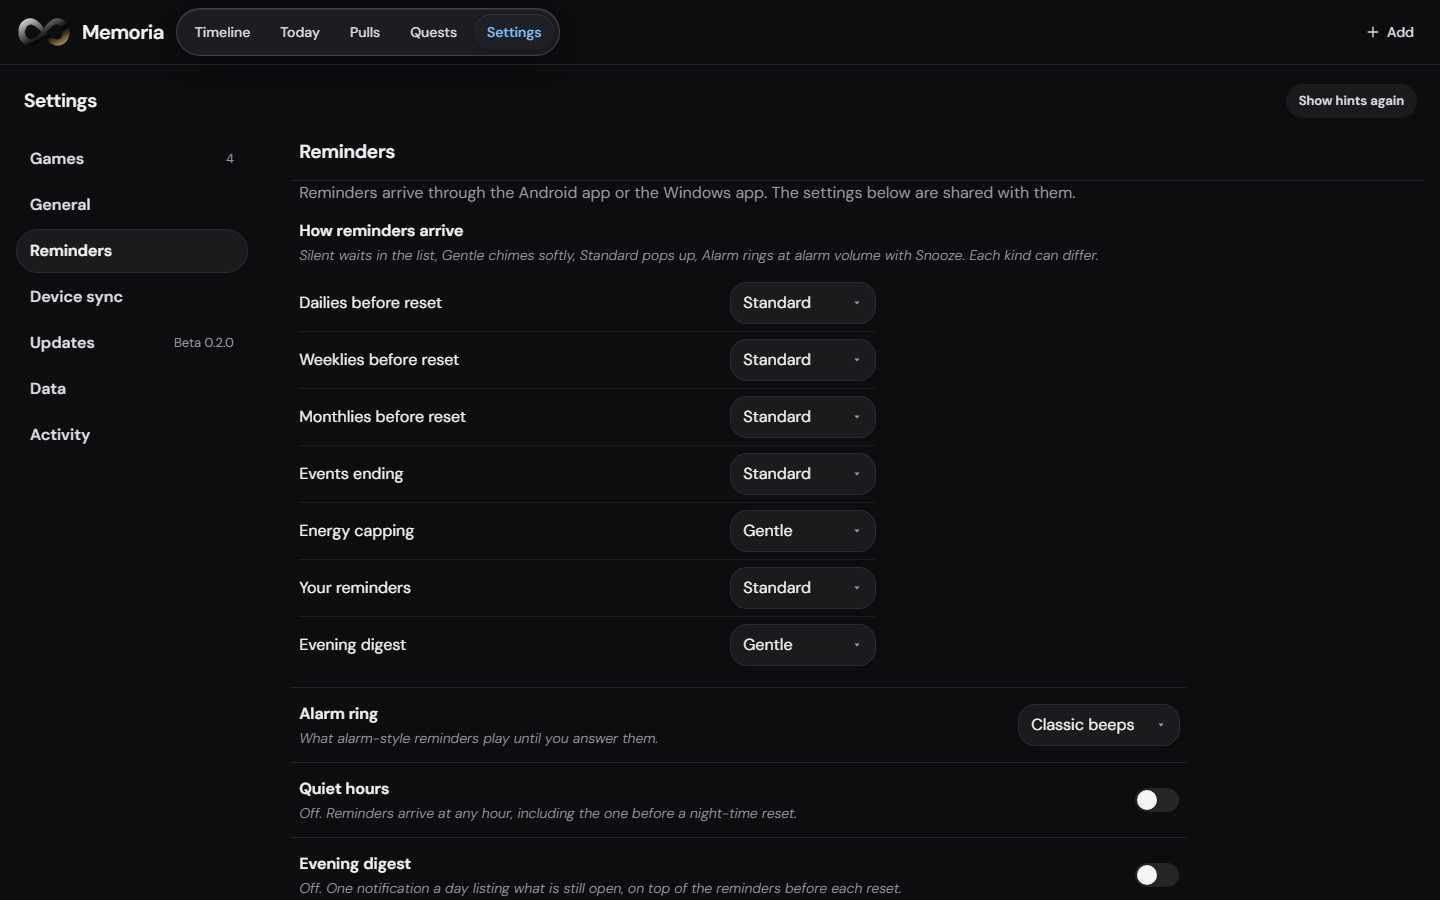 Memoria
Timeline
Today
Pulls
Quests
Settings
+ Add
Settings
Show hints again
Games
4
General
Reminders
Device sync
Updates
Beta 0.2.0
Data
Activity
Reminders
Reminders arrive through the Android app or the Windows app. The settings below are shared with them.
How reminders arrive
Silent waits in the list, Gentle chimes softly, Standard pops up, Alarm rings at alarm volume with Snooze. Each kind can differ.
Dailies before reset
Standard
Weeklies before reset
Standard
Monthlies before reset
Standard
Events ending
Standard
Energy capping
Gentle
Your reminders
Standard
Evening digest
Gentle
Alarm ring
What alarm-style reminders play until you answer them.
Classic beeps
Quiet hours
Off. Reminders arrive at any hour, including the one before a night-time reset.
Evening digest
Off. One notification a day listing what is still open, on top of the reminders before each reset.